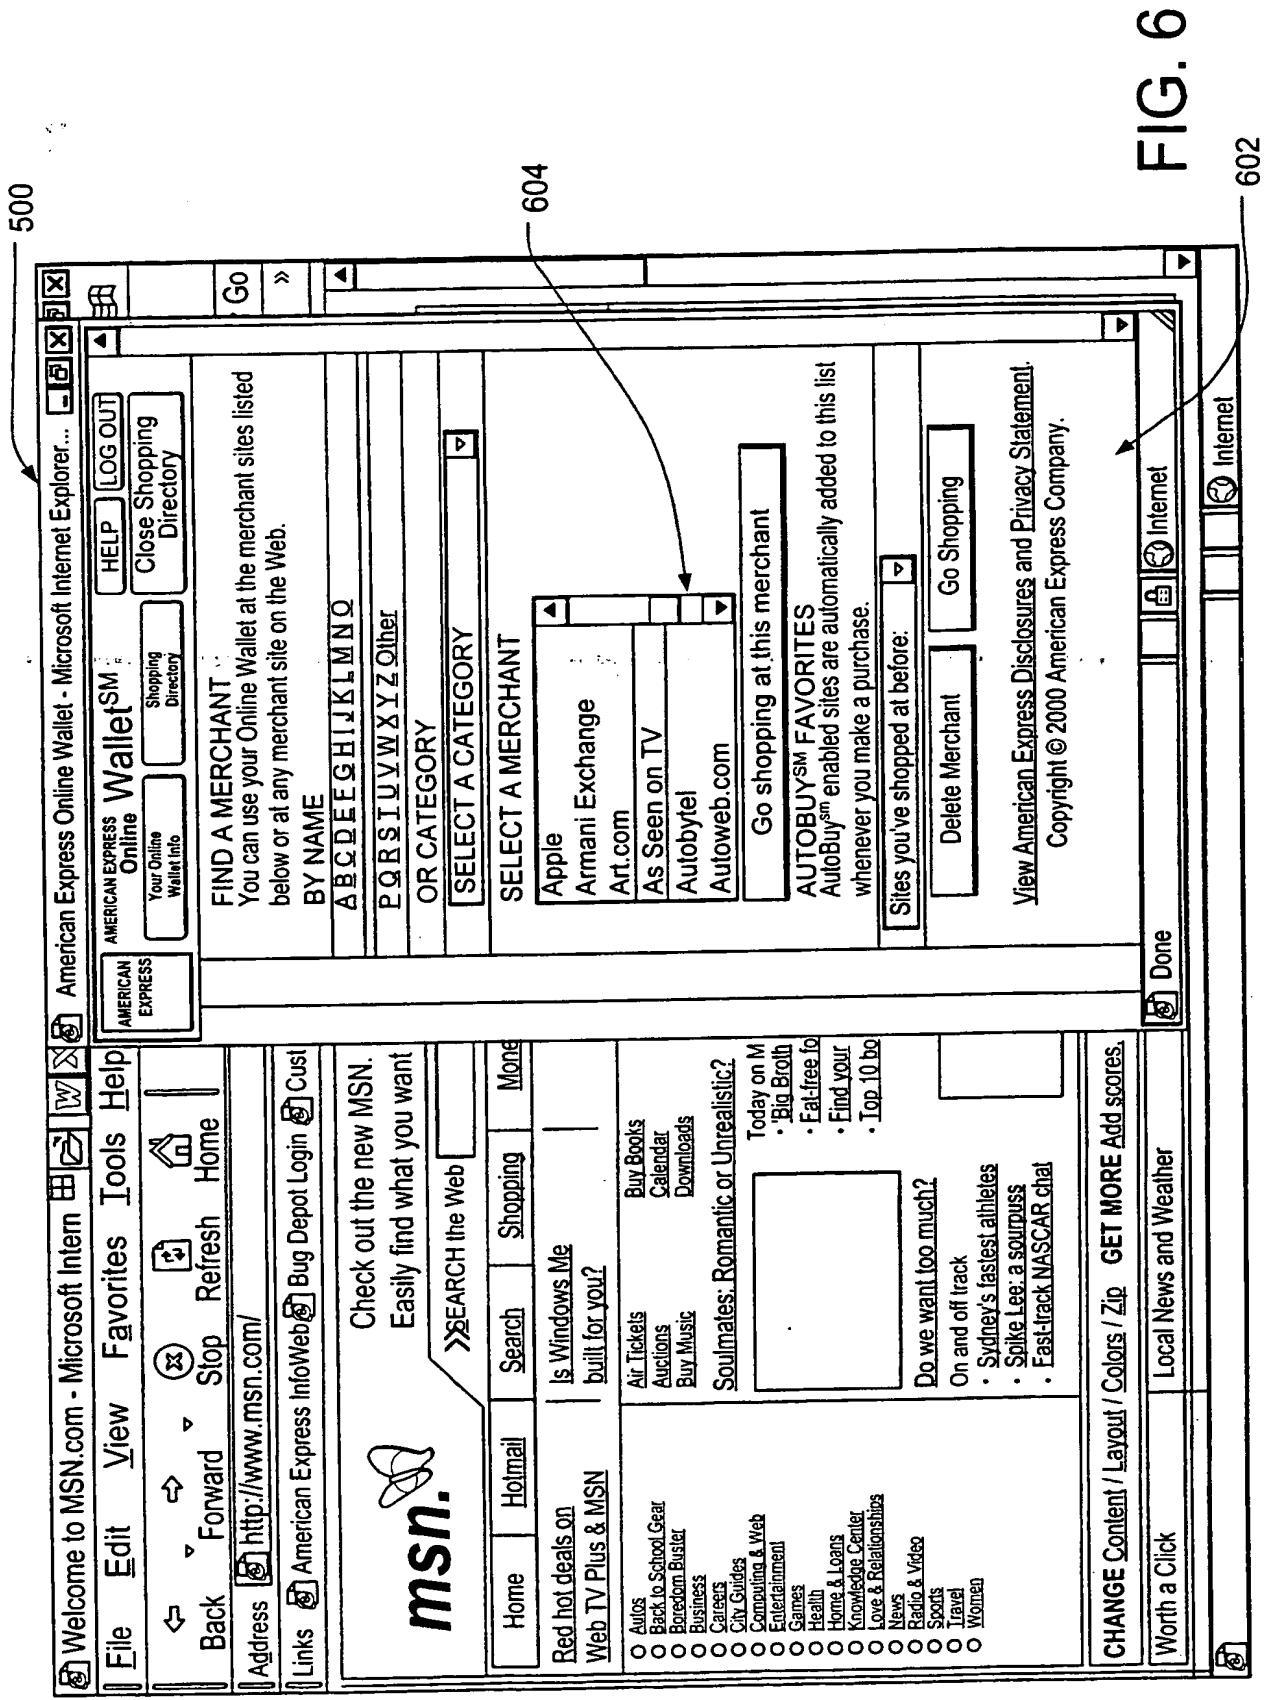 500
Welcome to MSN.com - Microsoft Intern
File Edit View Favorites Tools Help
Back Forward Stop Refresh Home
Address http://www.msn.com/
Go
Links American Express InfoWeb Bug Depot Login Cust
»
msn.
Check out the new MSN.
Easily find what you want
SEARCH the Web
Home Hotmail Search Shopping Mone
Red hot deals on
Web TV Plus & MSN
Is Windows Me
built for you?
Autos
Back to School Gear
Boredom Buster
Business
Careers
City Guides
Computing & Web
Entertainment
Games
Health
Home & Loans
Knowledge Center
Love & Relationships
News
Radio & Video
Sports
Travel
Women
Air Tickets Buy Books
Auctions Calendar
Buy Music Downloads
Soulmates: Romantic or Unrealistic?
Today on M
· 'Big Broth
· Fat-free fo
· Find your
· Top 10 bo
Do we want too much?
On and off track
· Sydney's fastest athletes
· Spike Lee: a sourpuss
· Fast-track NASCAR chat
CHANGE Content / Layout / Colors / Zip GET MORE Add scores,
Worth a Click Local News and Weather
American Express Online Wallet - Microsoft Internet Explorer...
AMERICAN
EXPRESS
AMERICAN EXPRESS
Online Wallet SM
HELP LOG OUT
Your Online
Wallet Info
Shopping
Directory
Close Shopping
Directory
FIND A MERCHANT
You can use your Online Wallet at the merchant sites listed
below or at any merchant site on the Web.
BY NAME
A B C D E F G H I J K L M N O
P Q R S T U V W X Y Z Other
OR CATEGORY
SELECT A CATEGORY
SELECT A MERCHANT
Apple
Armani Exchange
Art.com
As Seen on TV
Autobytel
Autoweb.com
604
Go shopping at this merchant
AUTOBUY SM FAVORITES
AutoBuy sm enabled sites are automatically added to this list
whenever you make a purchase.
Sites you've shopped at before:
Delete Merchant Go Shopping
View American Express Disclosures and Privacy Statement.
Copyright © 2000 American Express Company.
Done Internet
Internet
602
FIG. 6